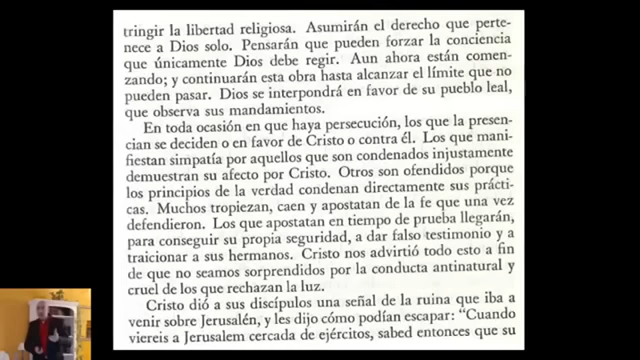 tringir la libertad religiosa. Asumirán el derecho que perte-
nece a Dios solo. Pensarán que pueden forzar la conciencia
que únicamente Dios debe regir. Aun ahora están comen-
zando; y continuarán esta obra hasta alcanzar el límite que no
pueden pasar. Dios se interpondrá en favor de su pueblo leal,
que observa sus mandamientos.
En toda ocasión en que haya persecución, los que la presen-
cian se deciden o en favor de Cristo o contra él. Los que mani-
fiestan simpatía por aquellos que son condenados injustamente
demuestran su afecto por Cristo. Otros son ofendidos porque
los principios de la verdad condenan directamente sus prácti-
cas. Muchos tropiezan, caen y apostatan de la fe que una vez
defendieron. Los que apostatan en tiempo de prueba llegarán,
para conseguir su propia seguridad, a dar falso testimonio y a
traicionar a sus hermanos. Cristo nos advirtió todo esto a fin
de que no seamos sorprendidos por la conducta antinatural y
cruel de los que rechazan la luz.
Cristo dió a sus discípulos una señal de la ruina que iba a
venir sobre Jerusalén, y les dijo cómo podían escapar: “Cuando
viereis a Jerusalem cercada de ejércitos, sabed entonces que su